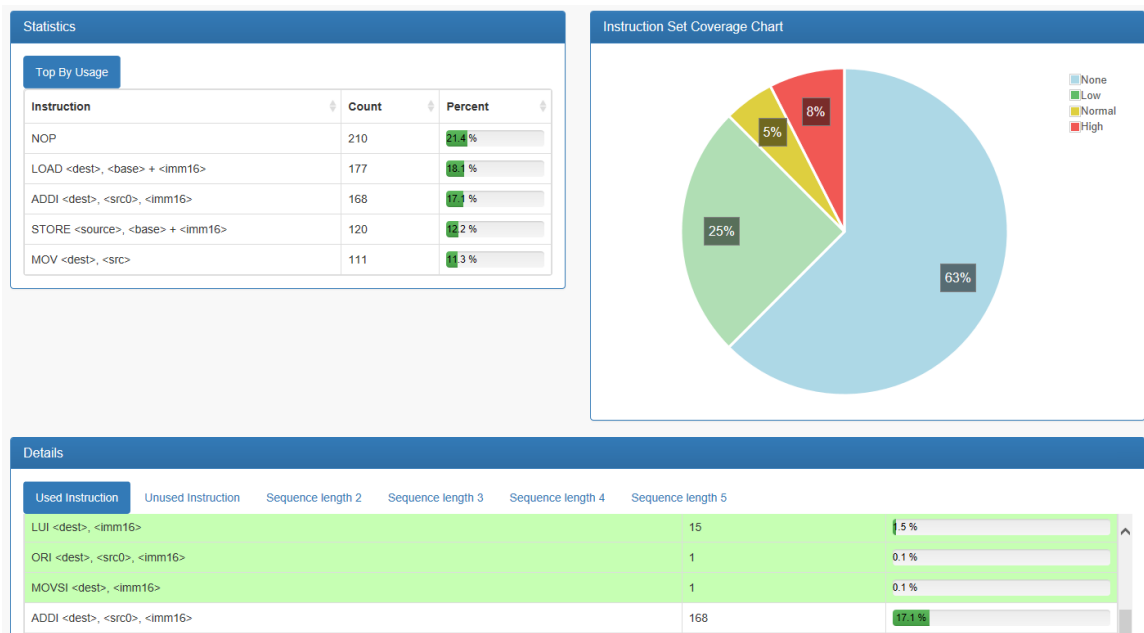 Statistics
Top By Usage
Instruction Count Percent
NOP 210 21.4 %
LOAD <dest>, <base> + <imm16> 177 18.1 %
ADDI <dest>, <src0>, <imm16> 168 17.1 %
STORE <source>, <base> + <imm16> 120 12.2 %
MOV <dest>, <src> 111 11.3 %
Instruction Set Coverage Chart
None
Low
Normal
High
8%
5%
25%
63%
Details
Used Instruction Unused Instruction Sequence length 2 Sequence length 3 Sequence length 4 Sequence length 5
LUI <dest>, <imm16> 15 1.5 %
ORI <dest>, <src0>, <imm16> 1 0.1 %
MOVSI <dest>, <imm16> 1 0.1 %
ADDI <dest>, <src0>, <imm16> 168 17.1 %